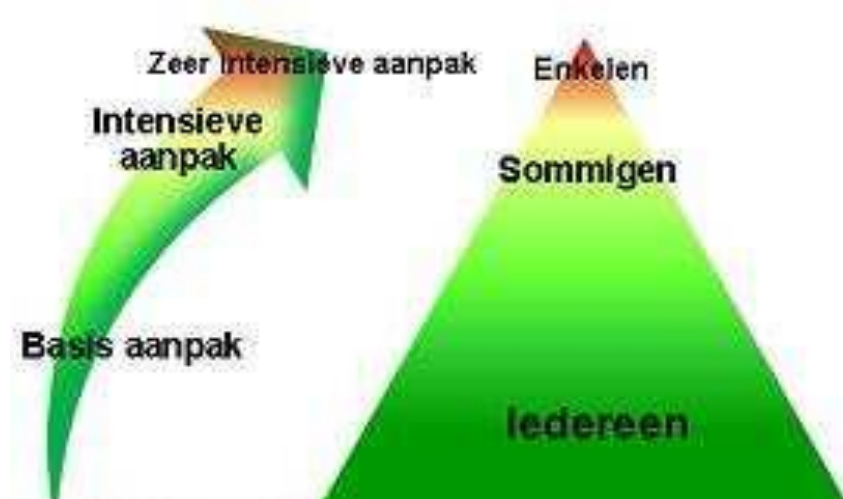 Zeer Intensieve aanpak
Enkelen
Intensieve
aanpak
Sommigen
Basis aanpak
Iedereen